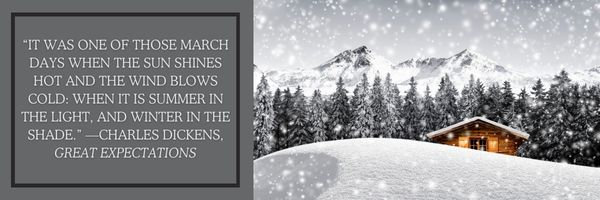 “IT WAS ONE OF THOSE MARCH
DAYS WHEN THE SUN SHINES
HOT AND THE WIND BLOWS
COLD: WHEN IT IS SUMMER IN
THE LIGHT, AND WINTER IN THE
SHADE.” —CHARLES DICKENS,
GREAT EXPECTATIONS